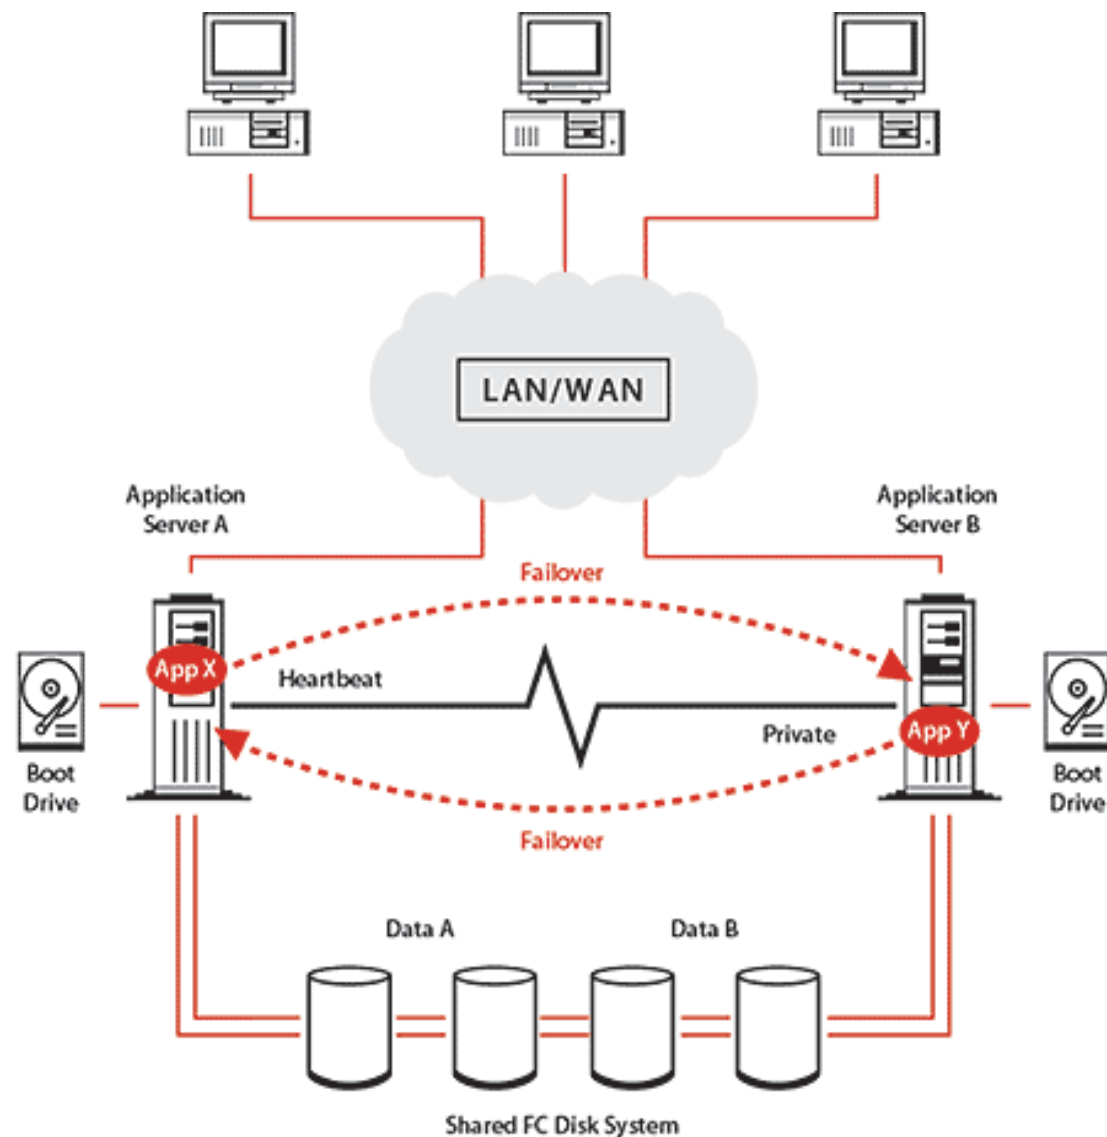 LAN/WAN
Application
Server A
Application
Server B
Failover
App X
Heartbeat
Private
App Y
Boot
Drive
Boot
Drive
Failover
Data A
Data B
Shared FC Disk System